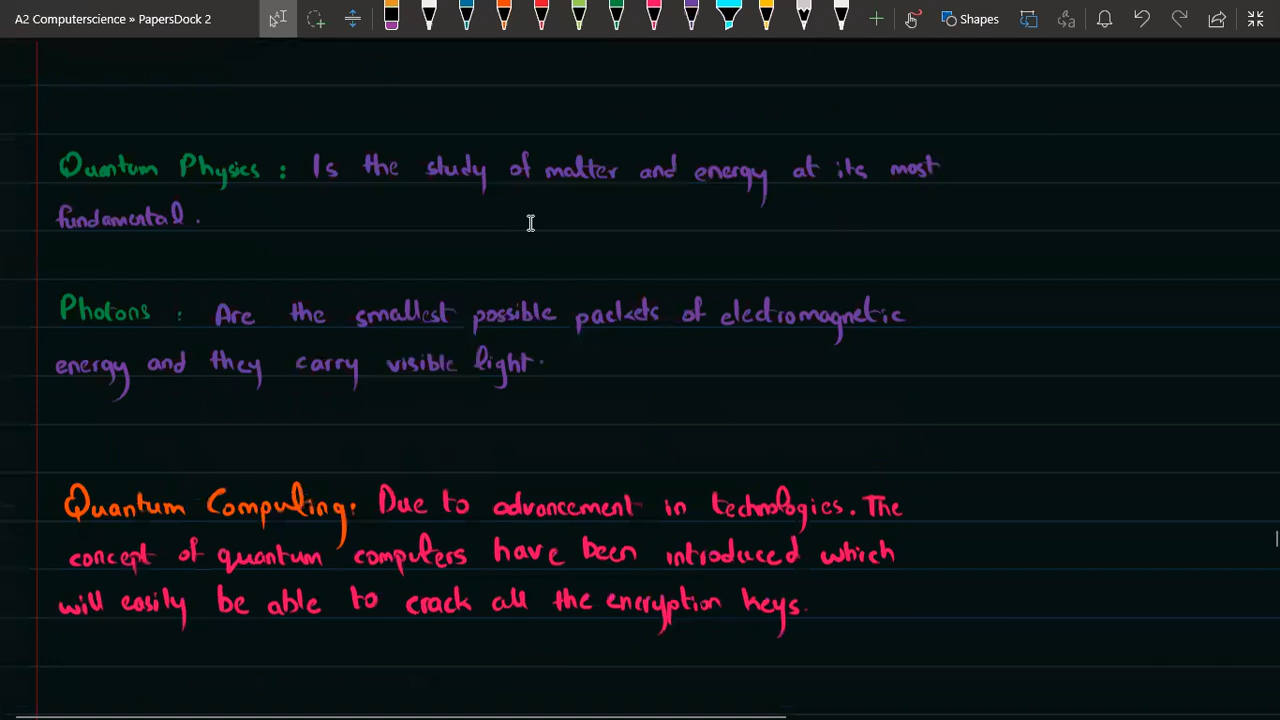 A2 Computerscience » PapersDock 2
Shapes
Quantum Physics : Is the study of matter and energy at its most
fundamental.
Photons : Are the smallest possible packets of electromagnetic
energy and they carry visible light.
Quantum Computing: Due to advancement in technologies. The
concept of quantum computers have been introduced which
will easily be able to crack all the encryption keys.